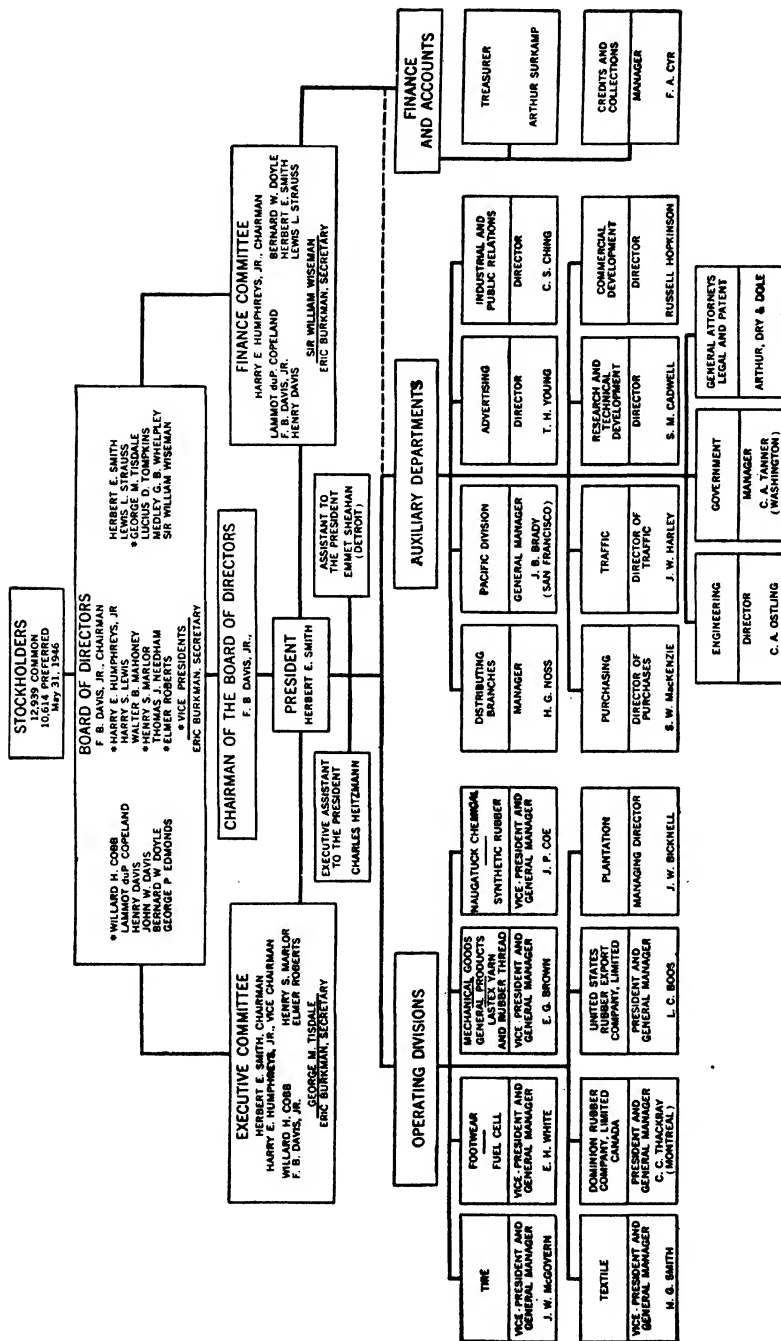 STOCKHOLDERS
12,939 COMMON
10,614 PREFERRED
May 31, 1946
BOARD OF DIRECTORS
F. B. DAVIS, JR., CHAIRMAN
* WILLARD H. COBB
LAMMOT duP. COPELAND
HENRY DAVIS
JOHN W. DAVIS
BERNARD W. DOYLE
GEORGE P EDMONDS
* HARRY E. HUMPHREYS, JR
HARRY S. LEWIS
WALTER B. MAHONEY
* HENRY S. MARLOR
THOMAS J. NEEDHAM
* ELMER ROBERTS
HERBERT E. SMITH
LEWIS L. STRAUSS
* GEORGE M. TISDALE
LUCIUS D. TOMPKINS
MEDLEY G. B. WHELPLEY
SIR WILLIAM WISEMAN
* VICE PRESIDENTS
ERIC BURKMAN, SECRETARY
CHAIRMAN OF THE BOARD OF DIRECTORS
F. B DAVIS, JR.,
EXECUTIVE COMMITTEE
HERBERT E. SMITH, CHAIRMAN
HARRY E. HUMPHREYS, JR., VICE CHAIRMAN
WILLARD H. COBB
F. B. DAVIS, JR.
HENRY S. MARLOR
ELMER ROBERTS
GEORGE M. TISDALE
ERIC BURKMAN, SECRETARY
PRESIDENT
HERBERT E. SMITH
FINANCE COMMITTEE
HARRY E HUMPHREYS, JR., CHAIRMAN
LAMMOT duP. COPELAND
F. B. DAVIS, JR.
HENRY DAVIS
BERNARD W. DOYLE
HERBERT E. SMITH
LEWIS L. STRAUSS
SIR WILLIAM WISEMAN
ERIC BURKMAN, SECRETARY
EXECUTIVE ASSISTANT
TO THE PRESIDENT
CHARLES HEITZMANN
ASSISTANT TO
THE PRESIDENT
EMMET SHEAHAN
(DETROIT)
OPERATING DIVISIONS
TIRE
VICE-PRESIDENT AND
GENERAL MANAGER
J. W. McGOVERN
FOOTWEAR
FUEL CELL
VICE-PRESIDENT AND
GENERAL MANAGER
E. H. WHITE
MECHANICAL GOODS
GENERAL PRODUCTS
LASTEX YARN
AND RUBBER THREAD
VICE PRESIDENT AND
GENERAL MANAGER
E. G. BROWN
NAUGATUCK CHEMICAL
SYNTHETIC RUBBER
VICE-PRESIDENT AND
GENERAL MANAGER
J. P. COE
TEXTILE
VICE-PRESIDENT AND
GENERAL MANAGER
H. G. SMITH
DOMINION RUBBER
COMPANY, LIMITED
CANADA
PRESIDENT AND
GENERAL MANAGER
C. C. THACKRAY
(MONTREAL)
UNITED STATES
RUBBER EXPORT
COMPANY, LIMITED
PRESIDENT AND
GENERAL MANAGER
L. C. BOOS
PLANTATION
MANAGING DIRECTOR
J. W. BICKNELL
AUXILIARY DEPARTMENTS
DISTRIBUTING
BRANCHES
MANAGER
H. G. NOSS
PACIFIC DIVISION
GENERAL MANAGER
J. B. BRADY
(SAN FRANCISCO)
ADVERTISING
DIRECTOR
T. H. YOUNG
INDUSTRIAL AND
PUBLIC RELATIONS
DIRECTOR
C. S. CHING
PURCHASING
DIRECTOR OF
PURCHASES
S. W. MacKENZIE
TRAFFIC
DIRECTOR OF
TRAFFIC
J. W. HARLEY
RESEARCH AND
TECHNICAL
DEVELOPMENT
DIRECTOR
S. M. CADWELL
COMMERCIAL
DEVELOPMENT
DIRECTOR
RUSSELL HOPKINSON
ENGINEERING
DIRECTOR
C. A. OSTLING
GOVERNMENT
MANAGER
C. A. TANNER
(WASHINGTON)
GENERAL ATTORNEYS
LEGAL AND PATENT
ARTHUR, DRY & DOLE
FINANCE
AND ACCOUNTS
TREASURER
ARTHUR SURKAMP
CREDITS AND
COLLECTIONS
MANAGER
F. A. CYR